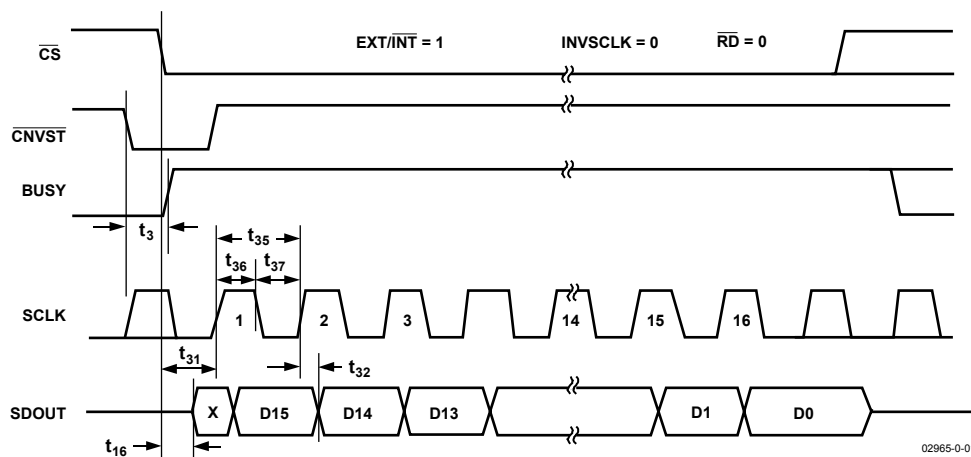 EXT/INT = 1 INVSCLK = 0 RD = 0
CS
CNVST
BUSY
t3
t35
t36 t37
SCLK
1 2 3 14 15 16
t31
t32
SDOUT
X D15 D14 D13 D1 D0
t16
02965-0-0